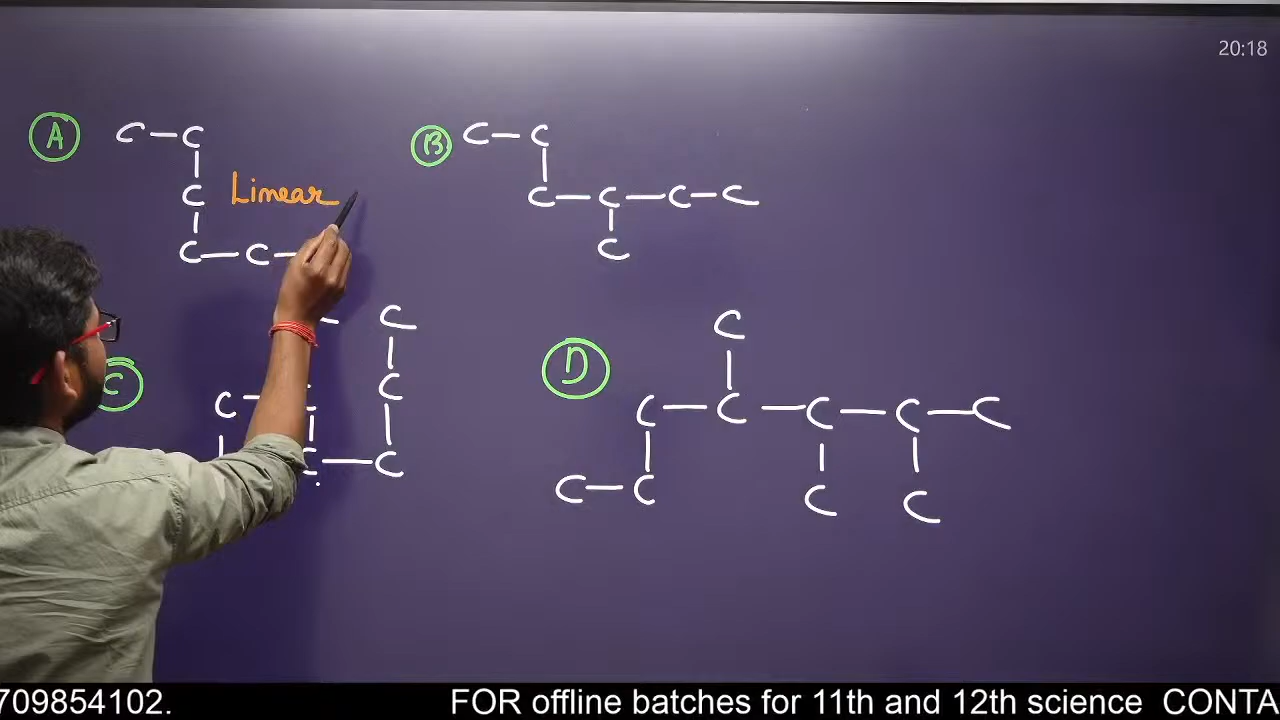 20:18
A C–C
C Linear
C–C–
B C–C
C–C–C–C
C
C
C C
C– C
C–C
D C
C–C–C–C–C
C–C C C
709854102. FOR offline batches for 11th and 12th science CONTA